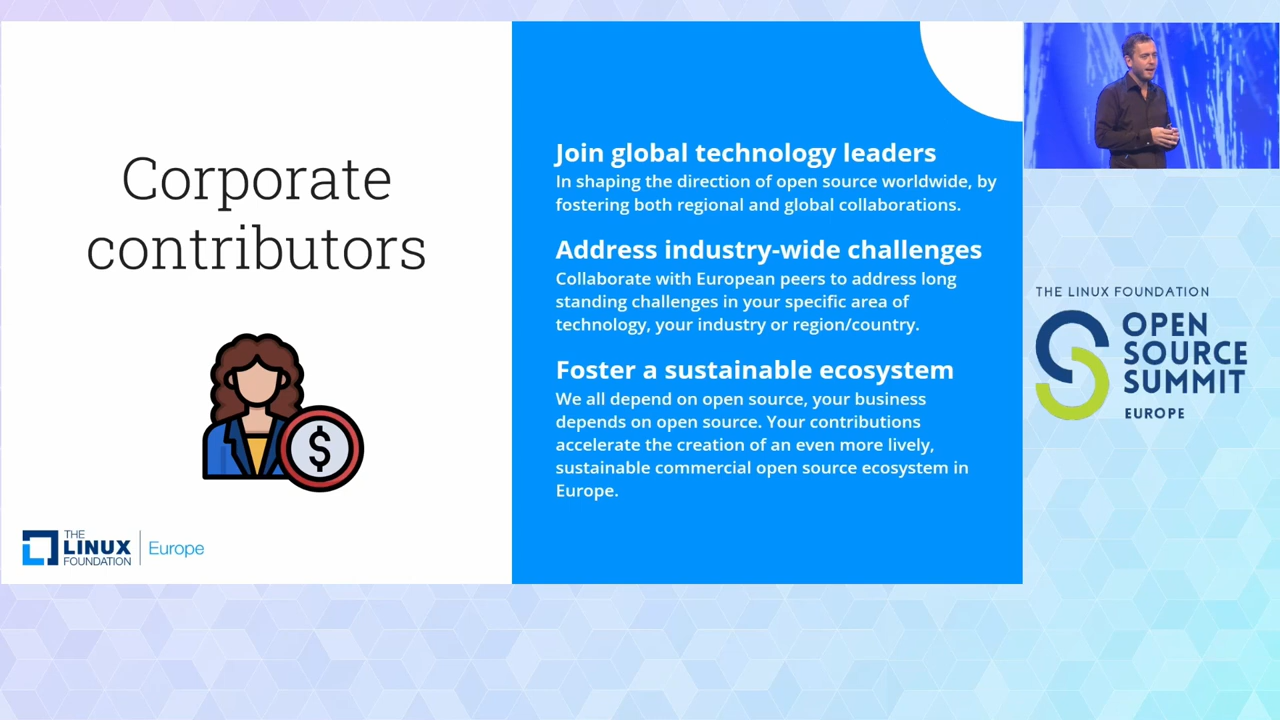 Corporate
contributors
$
THE
LINUX
FOUNDATION
Europe
Join global technology leaders
In shaping the direction of open source worldwide, by
fostering both regional and global collaborations.
Address industry-wide challenges
Collaborate with European peers to address long
standing challenges in your specific area of
technology, your industry or region/country.
Foster a sustainable ecosystem
We all depend on open source, your business
depends on open source. Your contributions
accelerate the creation of an even more lively,
sustainable commercial open source ecosystem in
Europe.
THE LINUX FOUNDATION
OPEN
SOURCE
SUMMIT
EUROPE